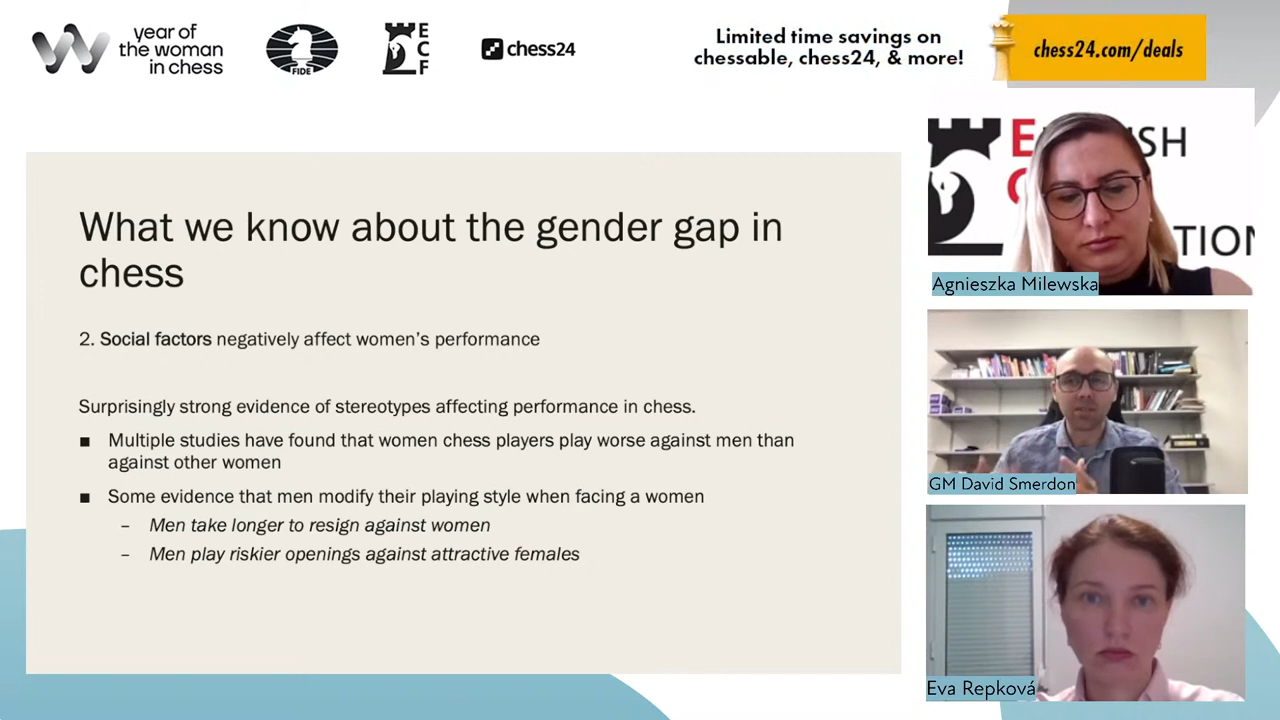 year of
the woman
in chess
FIDE
E
C
F
chess24
Limited time savings on
chessable, chess24, & more!
chess24.com/deals
What we know about the gender gap in
chess
2. Social factors negatively affect women's performance
Surprisingly strong evidence of stereotypes affecting performance in chess.
■ Multiple studies have found that women chess players play worse against men than
against other women
■ Some evidence that men modify their playing style when facing a women
– Men take longer to resign against women
– Men play riskier openings against attractive females
E SH
C
TION
Agnieszka Milewska
GM David Smerdon
Eva Repková